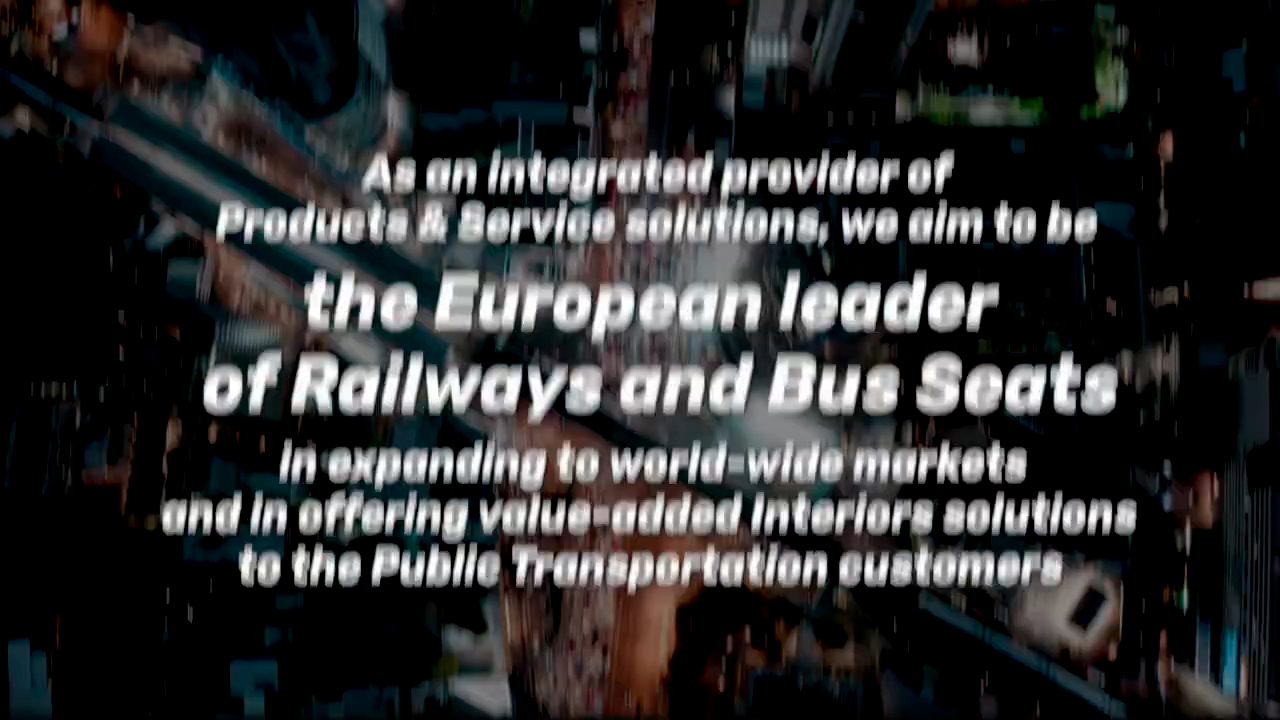 As an integrated provider of
Products & Service solutions, we aim to be
the European leader
of Railways and Bus Seats
in expanding to world-wide markets
and in offering value-added interiors solutions
to the Public Transportation customers